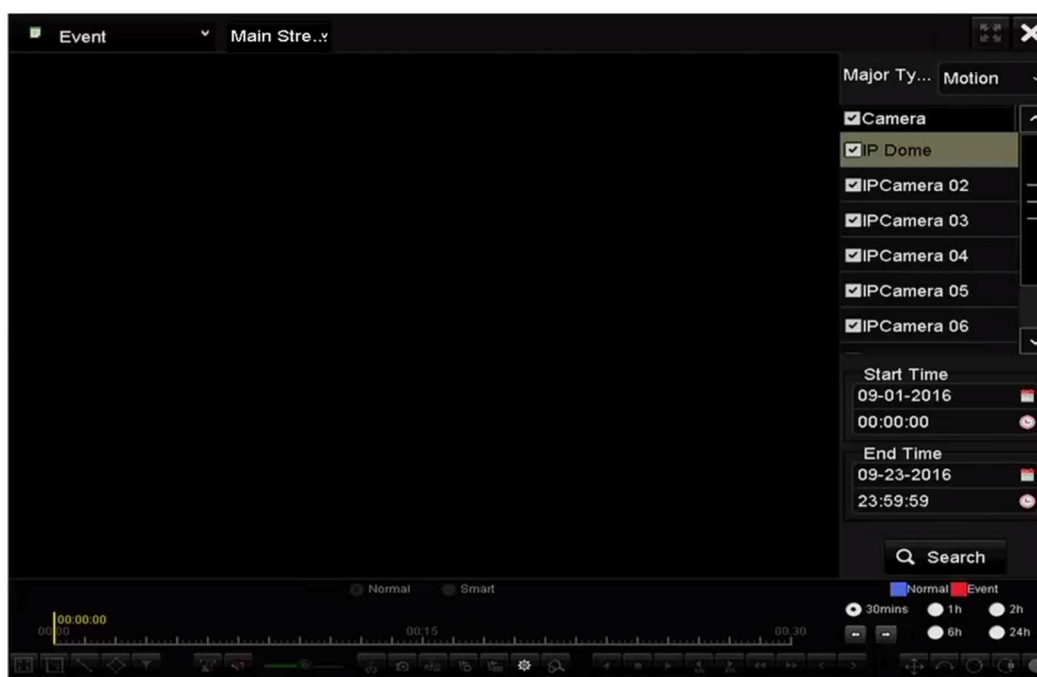 Event
Main Stre...
Major Ty...
Motion
Camera
IP Dome
IPCamera 02
IPCamera 03
IPCamera 04
IPCamera 05
IPCamera 06
Start Time
09-01-2016
00:00:00
End Time
09-23-2016
23:59:59
Search
Normal
Smart
Normal
Event
00:00:00
00:15
00:30
30mins
1h
2h
6h
24h